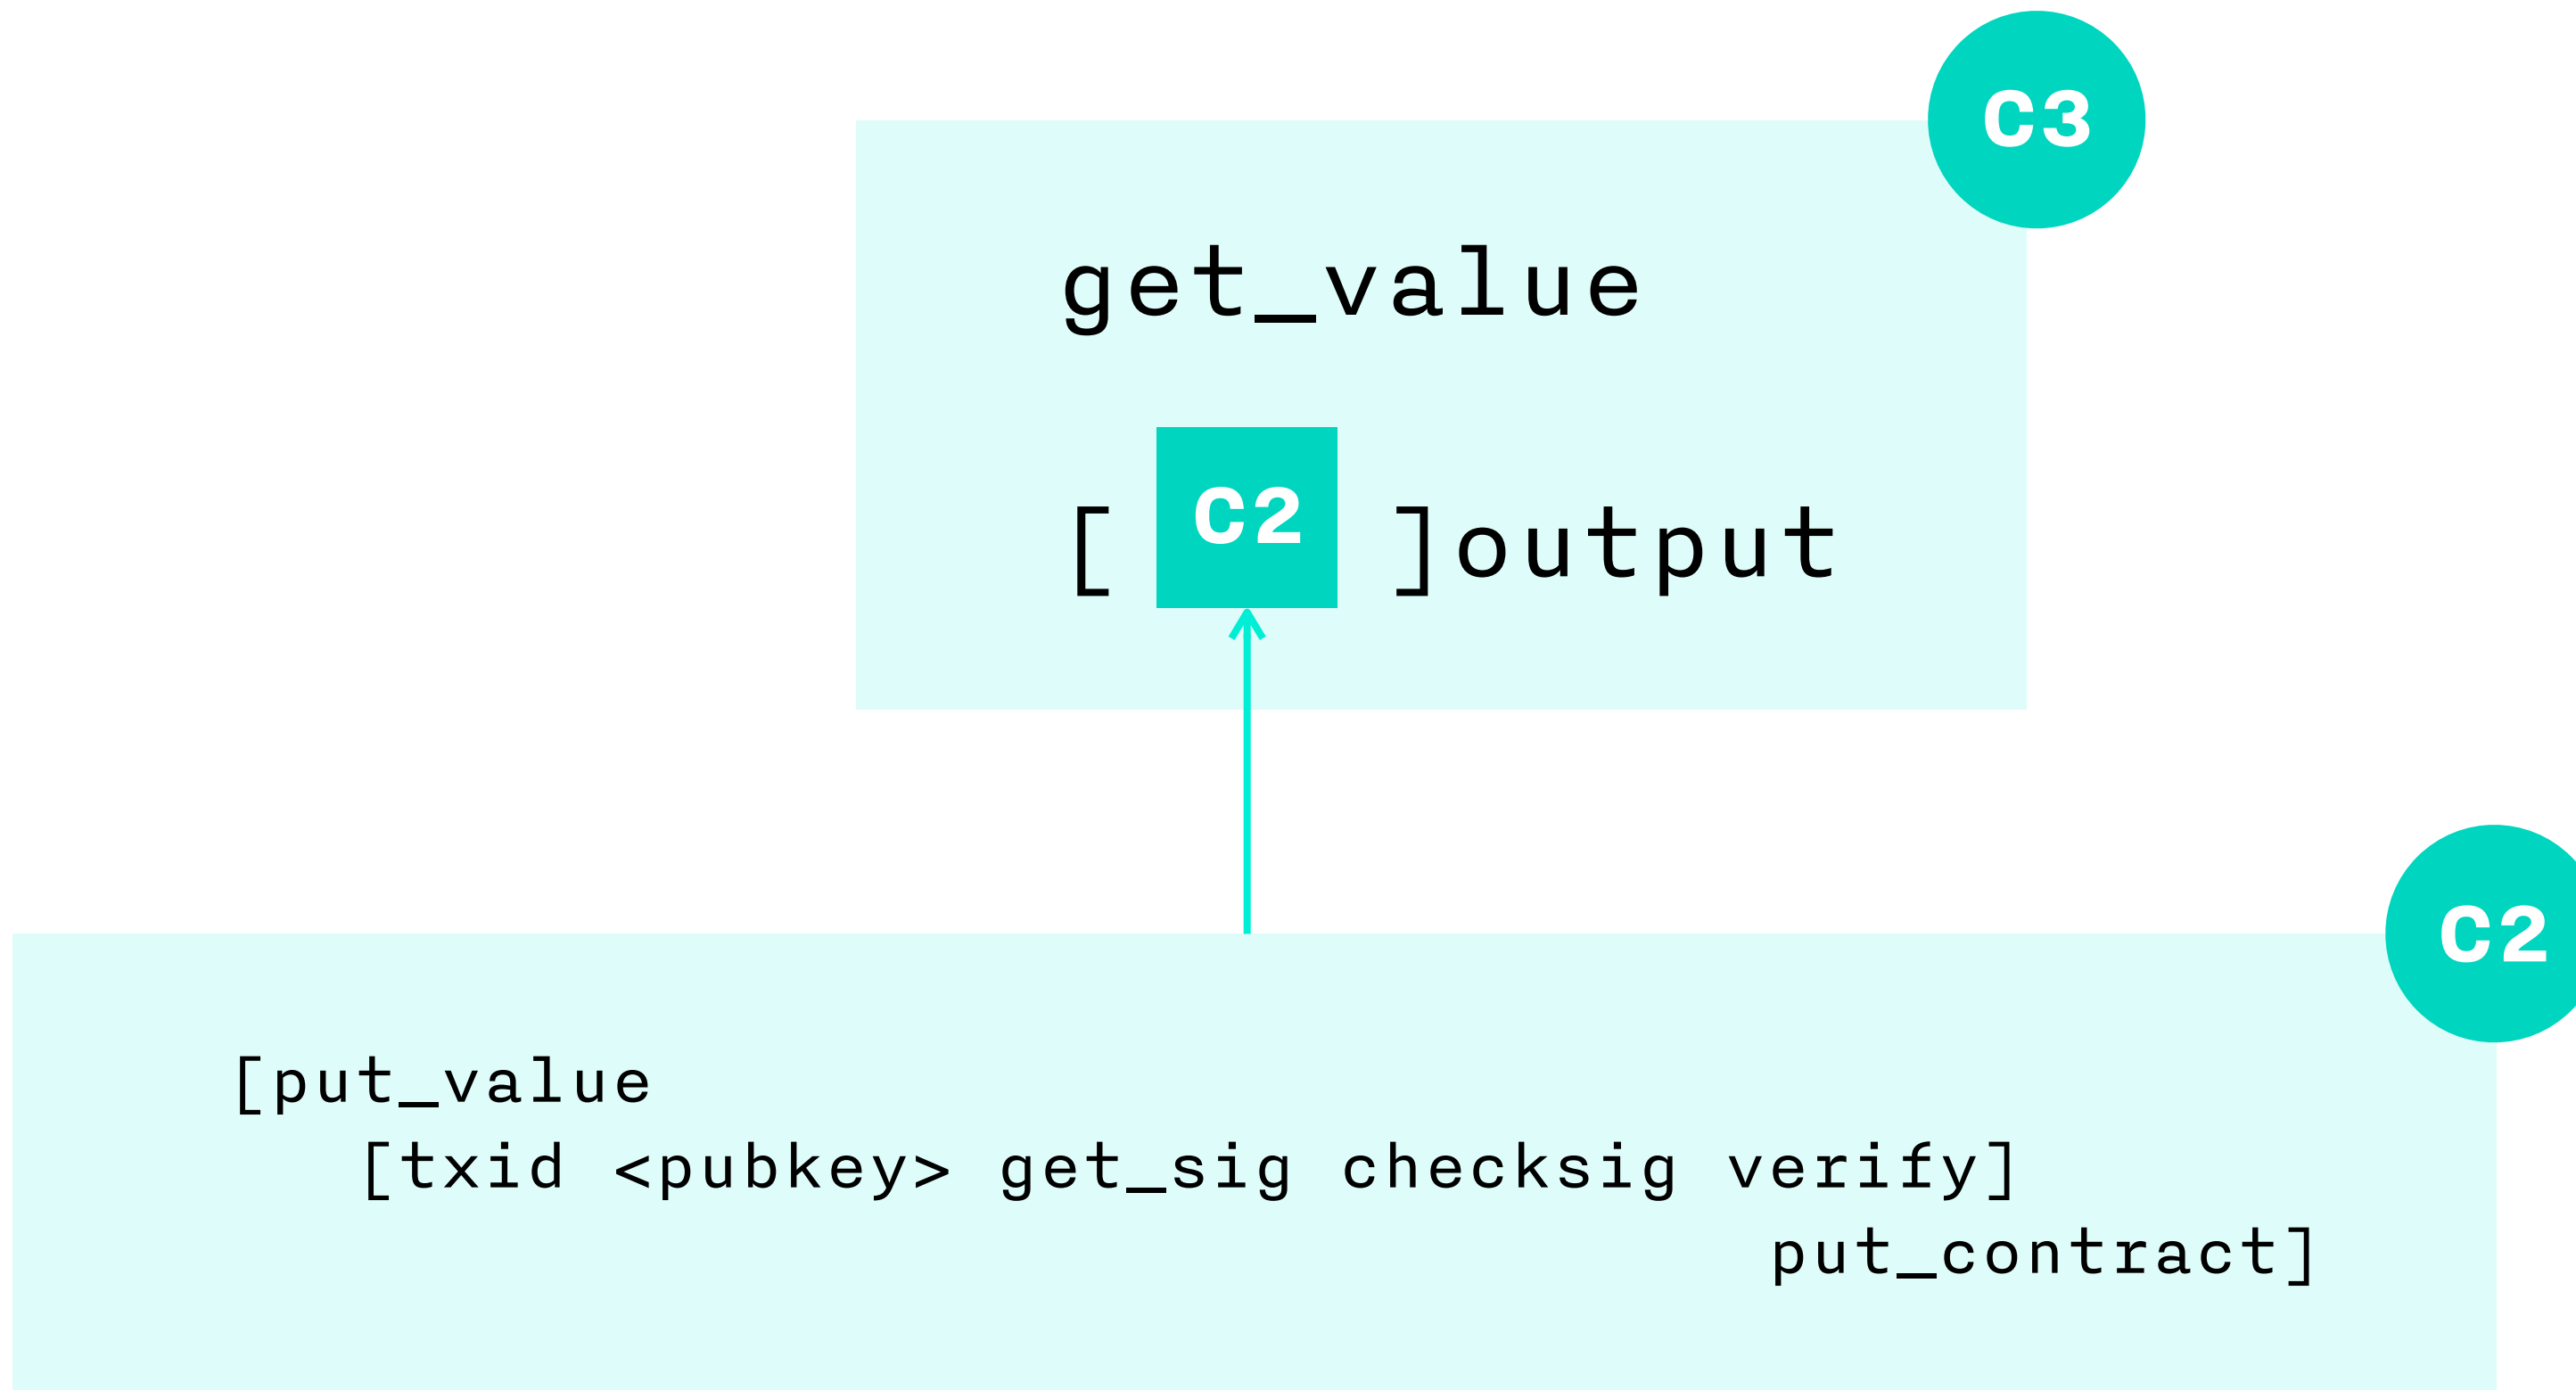 C3
get_value
[ C2 ]output
C2
[put_value
[txid <pubkey> get_sig checksig verify]
put_contract]